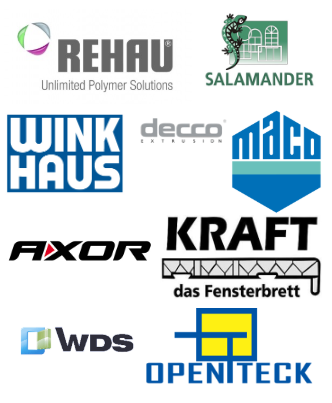 REHAU®
Unlimited Polymer Solutions
SALAMANDER
WINK
HAUS
decco®
EXTRUSION
maco
AXOR
KRAFT
das Fensterbrett
WDS
OPENTECK